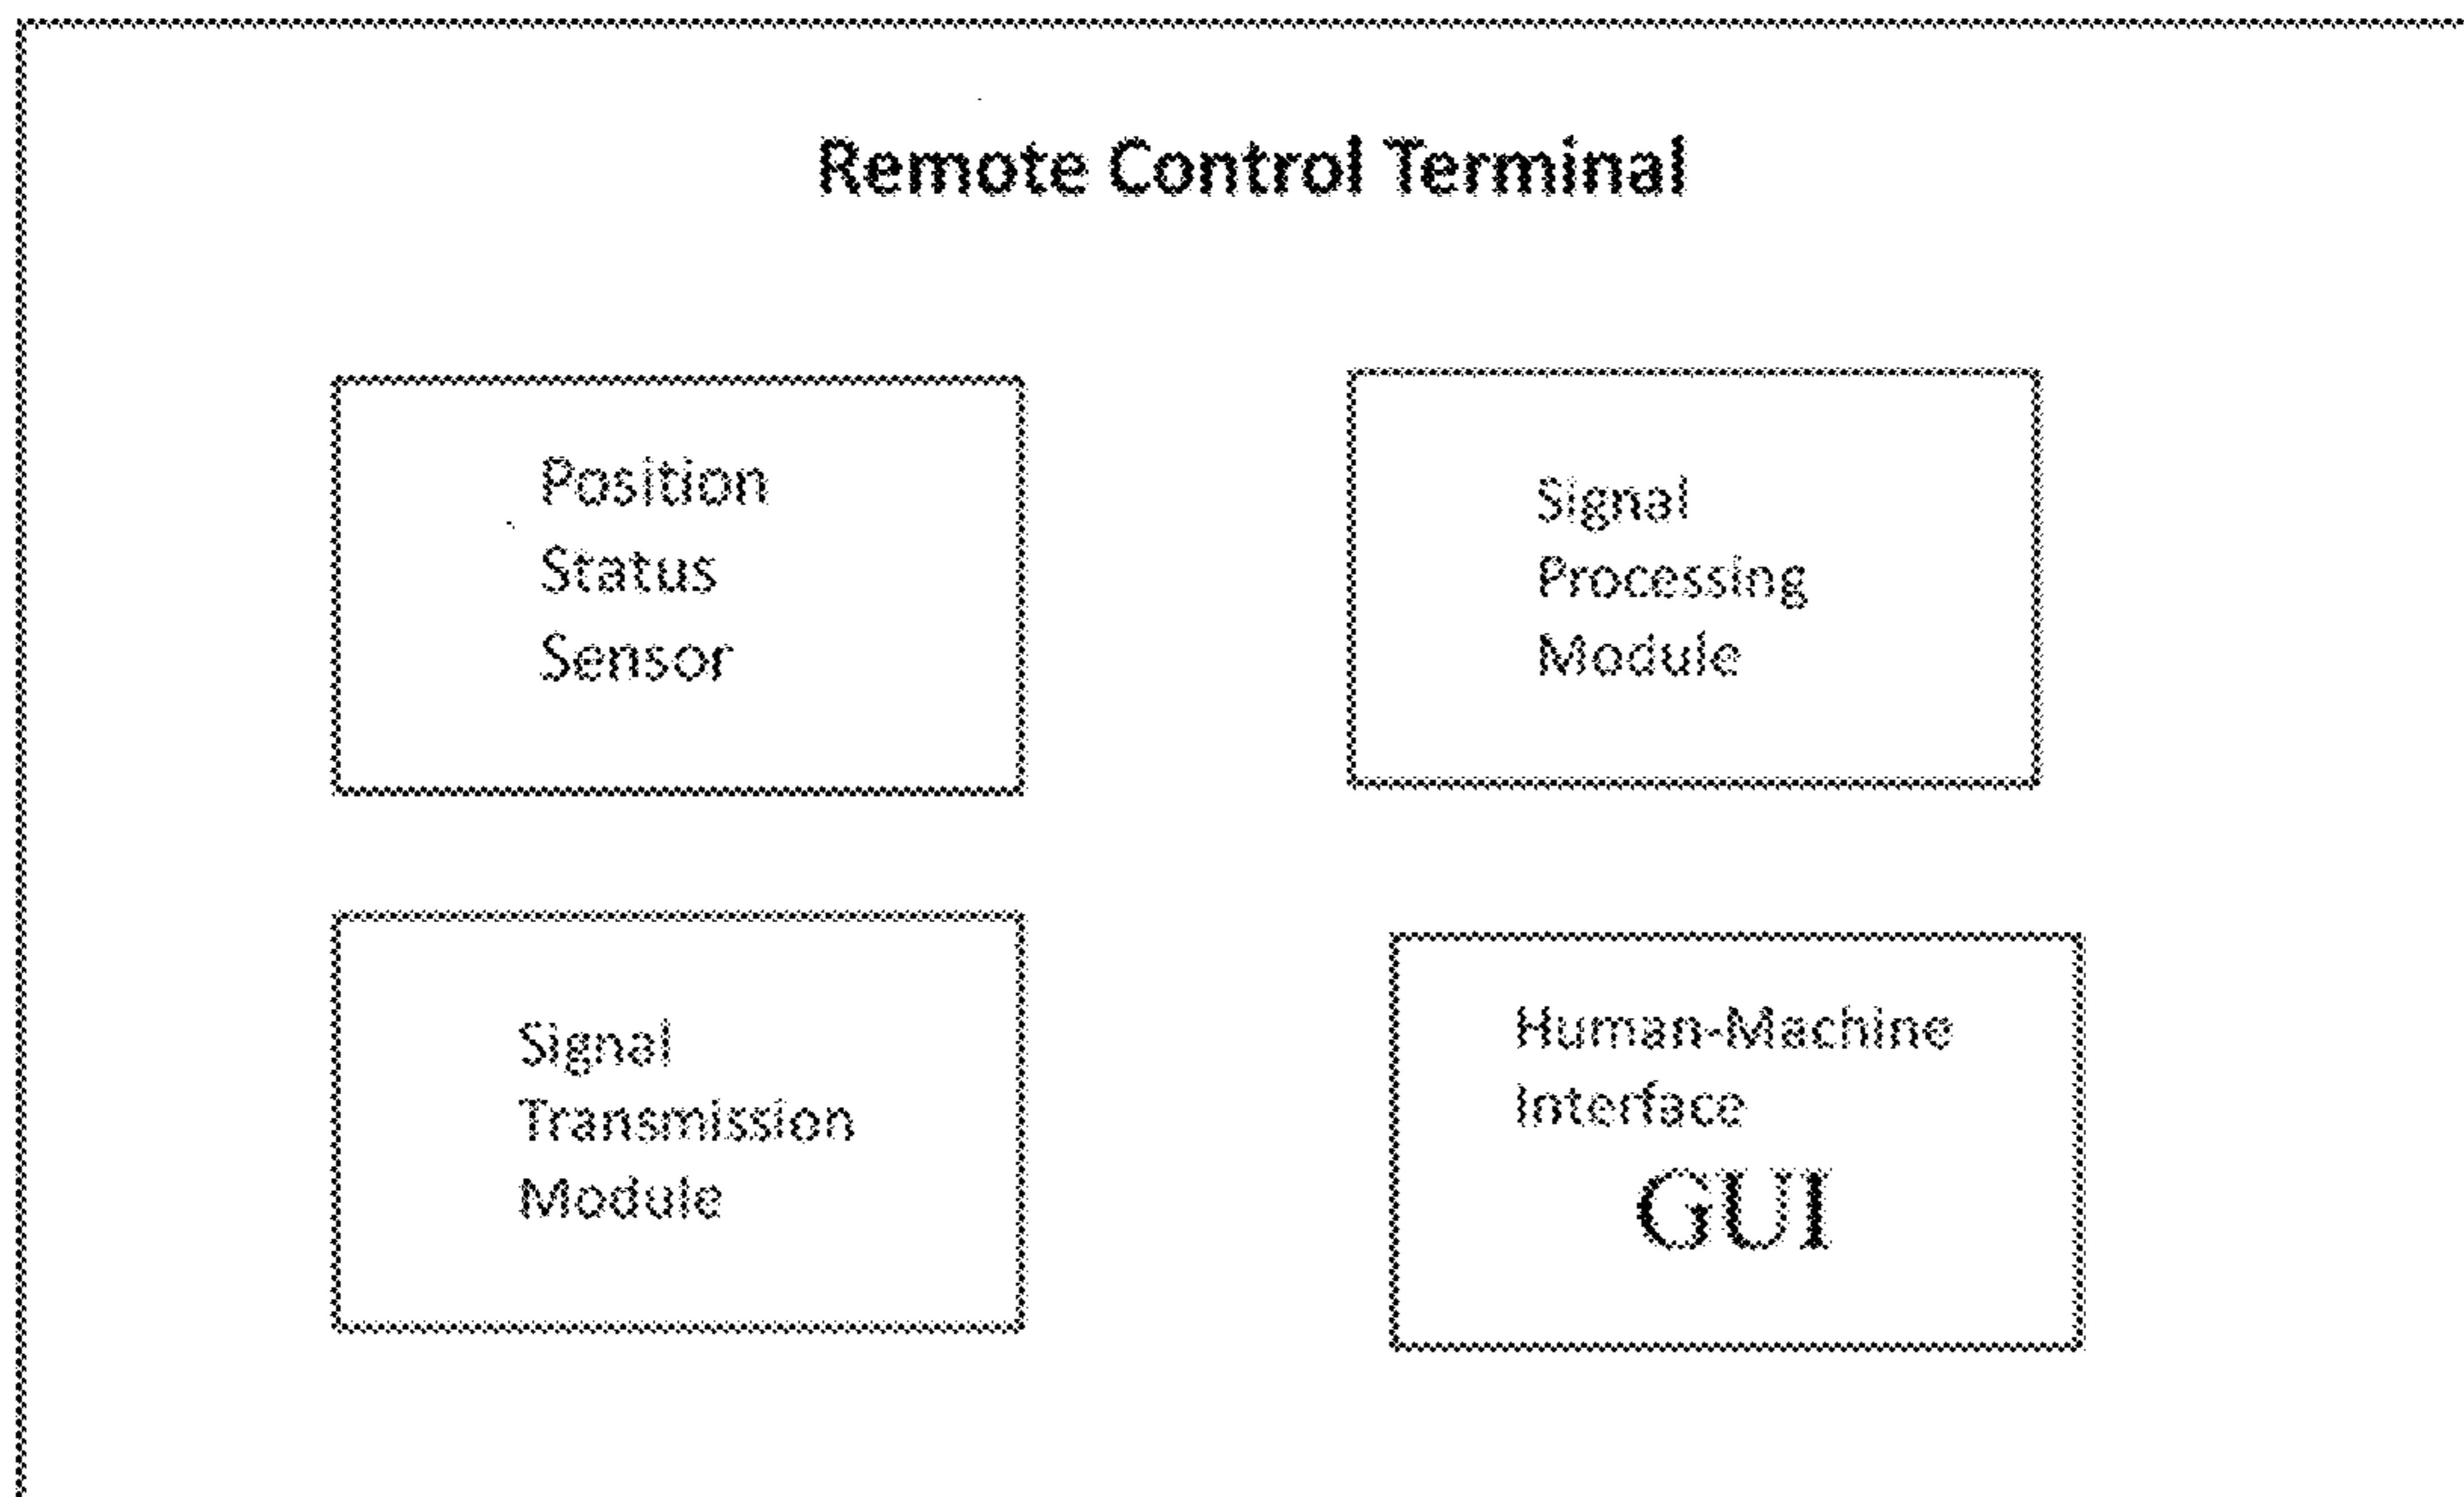 Remote Control Terminal
Position
Status
Sensor
Signal
Processing
Module
Signal
Transmission
Module
Human-Machine
Interface
GUI